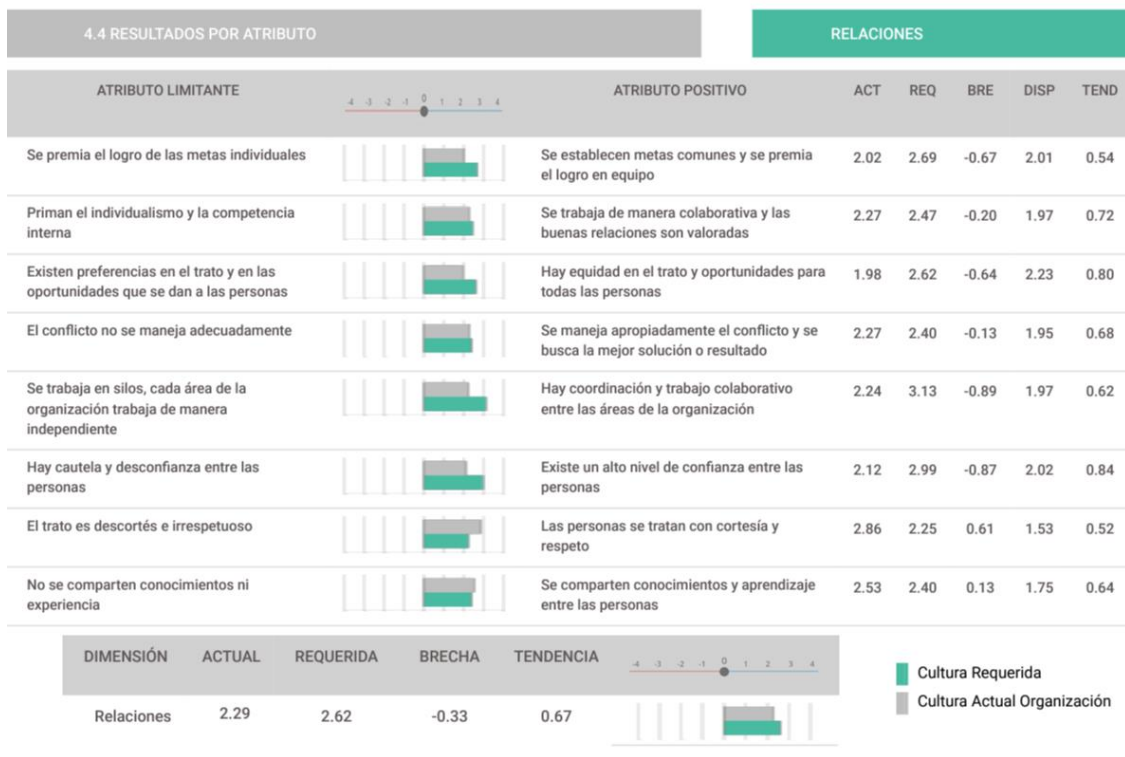 4.4 RESULTADOS POR ATRIBUTO
RELACIONES
ATRIBUTO LIMITANTE
-4 -3 -2 -1 0 1 2 3 4
ATRIBUTO POSITIVO
ACT REQ BRE DISP TEND
Se premia el logro de las metas individuales
Se establecen metas comunes y se premia
el logro en equipo
2.02 2.69 -0.67 2.01 0.54
Priman el individualismo y la competencia
interna
Se trabaja de manera colaborativa y las
buenas relaciones son valoradas
2.27 2.47 -0.20 1.97 0.72
Existen preferencias en el trato y en las
oportunidades que se dan a las personas
Hay equidad en el trato y oportunidades para
todas las personas
1.98 2.62 -0.64 2.23 0.80
El conflicto no se maneja adecuadamente
Se maneja apropiadamente el conflicto y se
busca la mejor solución o resultado
2.27 2.40 -0.13 1.95 0.68
Se trabaja en silos, cada área de la
organización trabaja de manera
independiente
Hay coordinación y trabajo colaborativo
entre las áreas de la organización
2.24 3.13 -0.89 1.97 0.62
Hay cautela y desconfianza entre las
personas
Existe un alto nivel de confianza entre las
personas
2.12 2.99 -0.87 2.02 0.84
El trato es descortés e irrespetuoso
Las personas se tratan con cortesía y
respeto
2.86 2.25 0.61 1.53 0.52
No se comparten conocimientos ni
experiencia
Se comparten conocimientos y aprendizaje
entre las personas
2.53 2.40 0.13 1.75 0.64
DIMENSIÓN ACTUAL REQUERIDA BRECHA TENDENCIA
-4 -3 -2 -1 0 1 2 3 4
Relaciones 2.29 2.62 -0.33 0.67
Cultura Requerida
Cultura Actual Organización